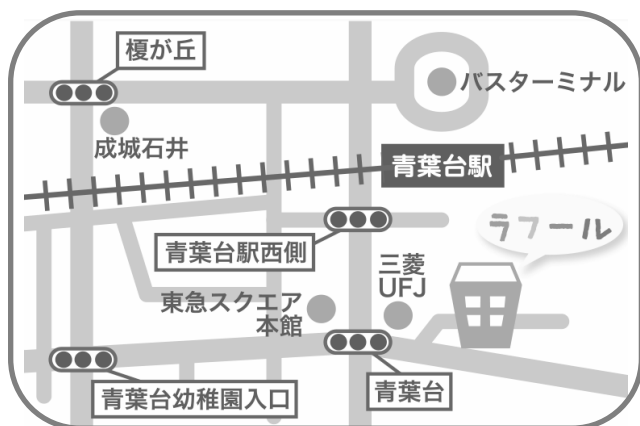 榎が丘
バスターミナル
成城石井
青葉台駅
ラフール
青葉台駅西側
三菱
UFJ
東急スクエア
本館
青葉台
青葉台幼稚園入口